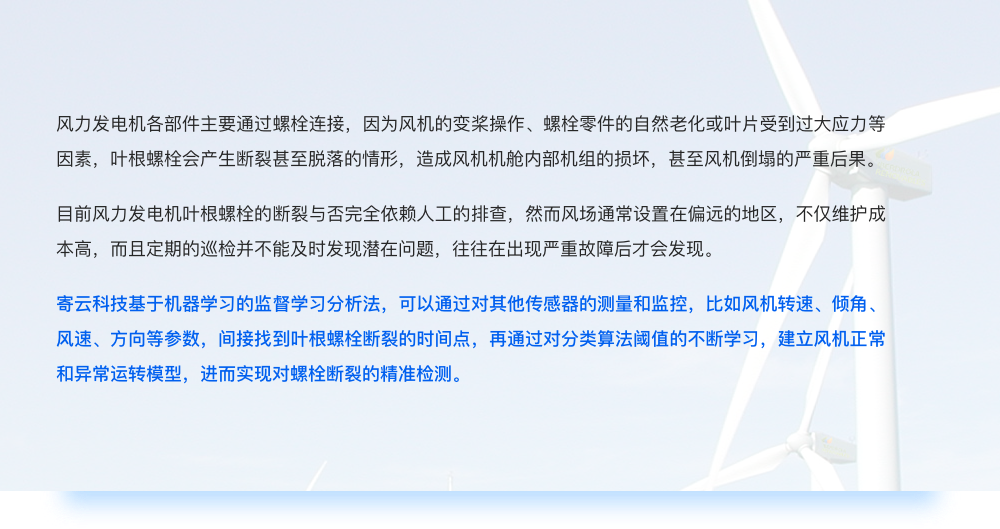 风力发电机各部件主要通过螺栓连接，因为风机的变桨操作、螺栓零件的自然老化或叶片受到过大应力等
因素，叶根螺栓会产生断裂甚至脱落的情形，造成风机机舱内部机组的损坏，甚至风机倒塌的严重后果。
目前风力发电机叶根螺栓的断裂与否完全依赖人工的排查，然而风场通常设置在偏远的地区，不仅维护成
本高，而且定期的巡检并不能及时发现潜在问题，往往在出现严重故障后才会发现。
寄云科技基于机器学习的监督学习分析法，可以通过对其他传感器的测量和监控，比如风机转速、倾角、
风速、方向等参数，间接找到叶根螺栓断裂的时间点，再通过对分类算法阈值的不断学习，建立风机正常
和异常运转模型，进而实现对螺栓断裂的精准检测。